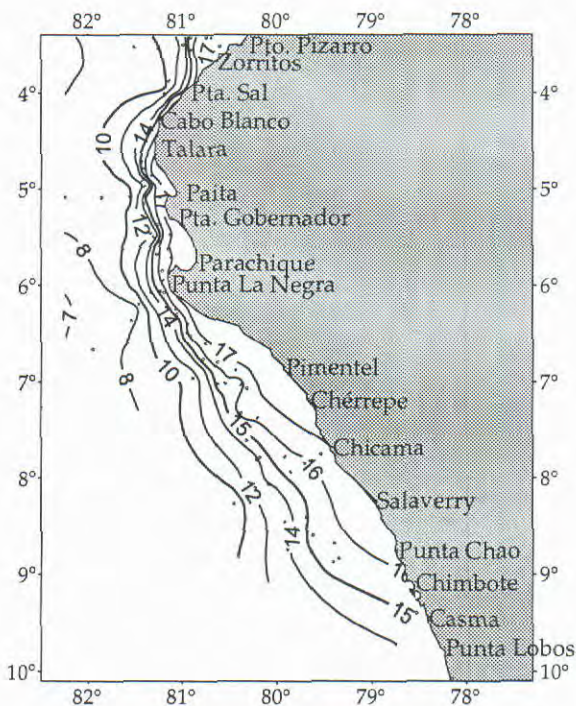 82° 81° 80° 79° 78°
17
Pto. Pizarro
Zorritos
4° 4°
Pta. Sal
10
14
Cabo Blanco
Talara
5° 5°
17
Paita
Pta. Gobernador
12
8
Parachique
6° 6°
Punta La Negra
7
14
17
10
8
Pimentel
7° 7°
Chérrepe
15
Chicama
16
8° 8°
12
Salaverry
14
Punta Chao
9° 9°
Chimbote
15
Casma
Punta Lobos
10° 10°
82° 81° 80° 79° 78°